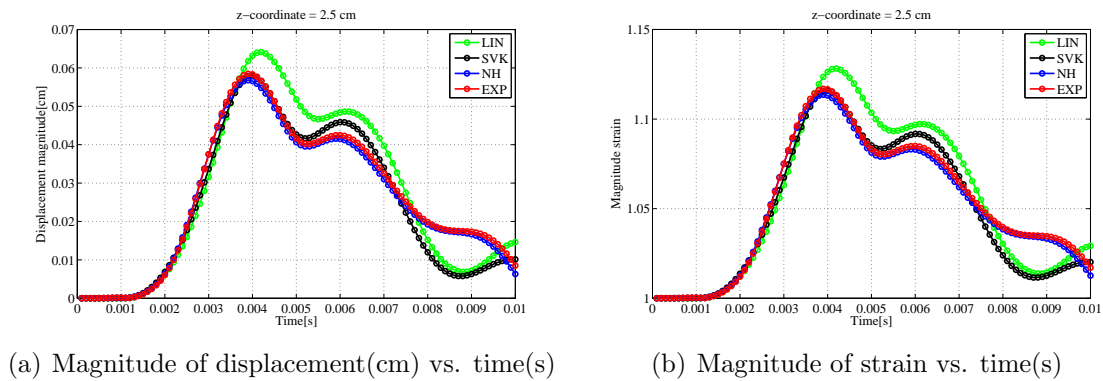 z−coordinate = 2.5 cm
0.07
0.06
0.05
0.04
0.03
0.02
0.01
0
Displacement magnitude[cm]
LIN
SVK
NH
EXP
0 0.001 0.002 0.003 0.004 0.005 0.006 0.007 0.008 0.009 0.01
Time[s]
(a) Magnitude of displacement(cm) vs. time(s)
z−coordinate = 2.5 cm
1.15
1.1
1.05
1
Magnitude strain
LIN
SVK
NH
EXP
0 0.001 0.002 0.003 0.004 0.005 0.006 0.007 0.008 0.009 0.01
Time[s]
(b) Magnitude of strain vs. time(s)